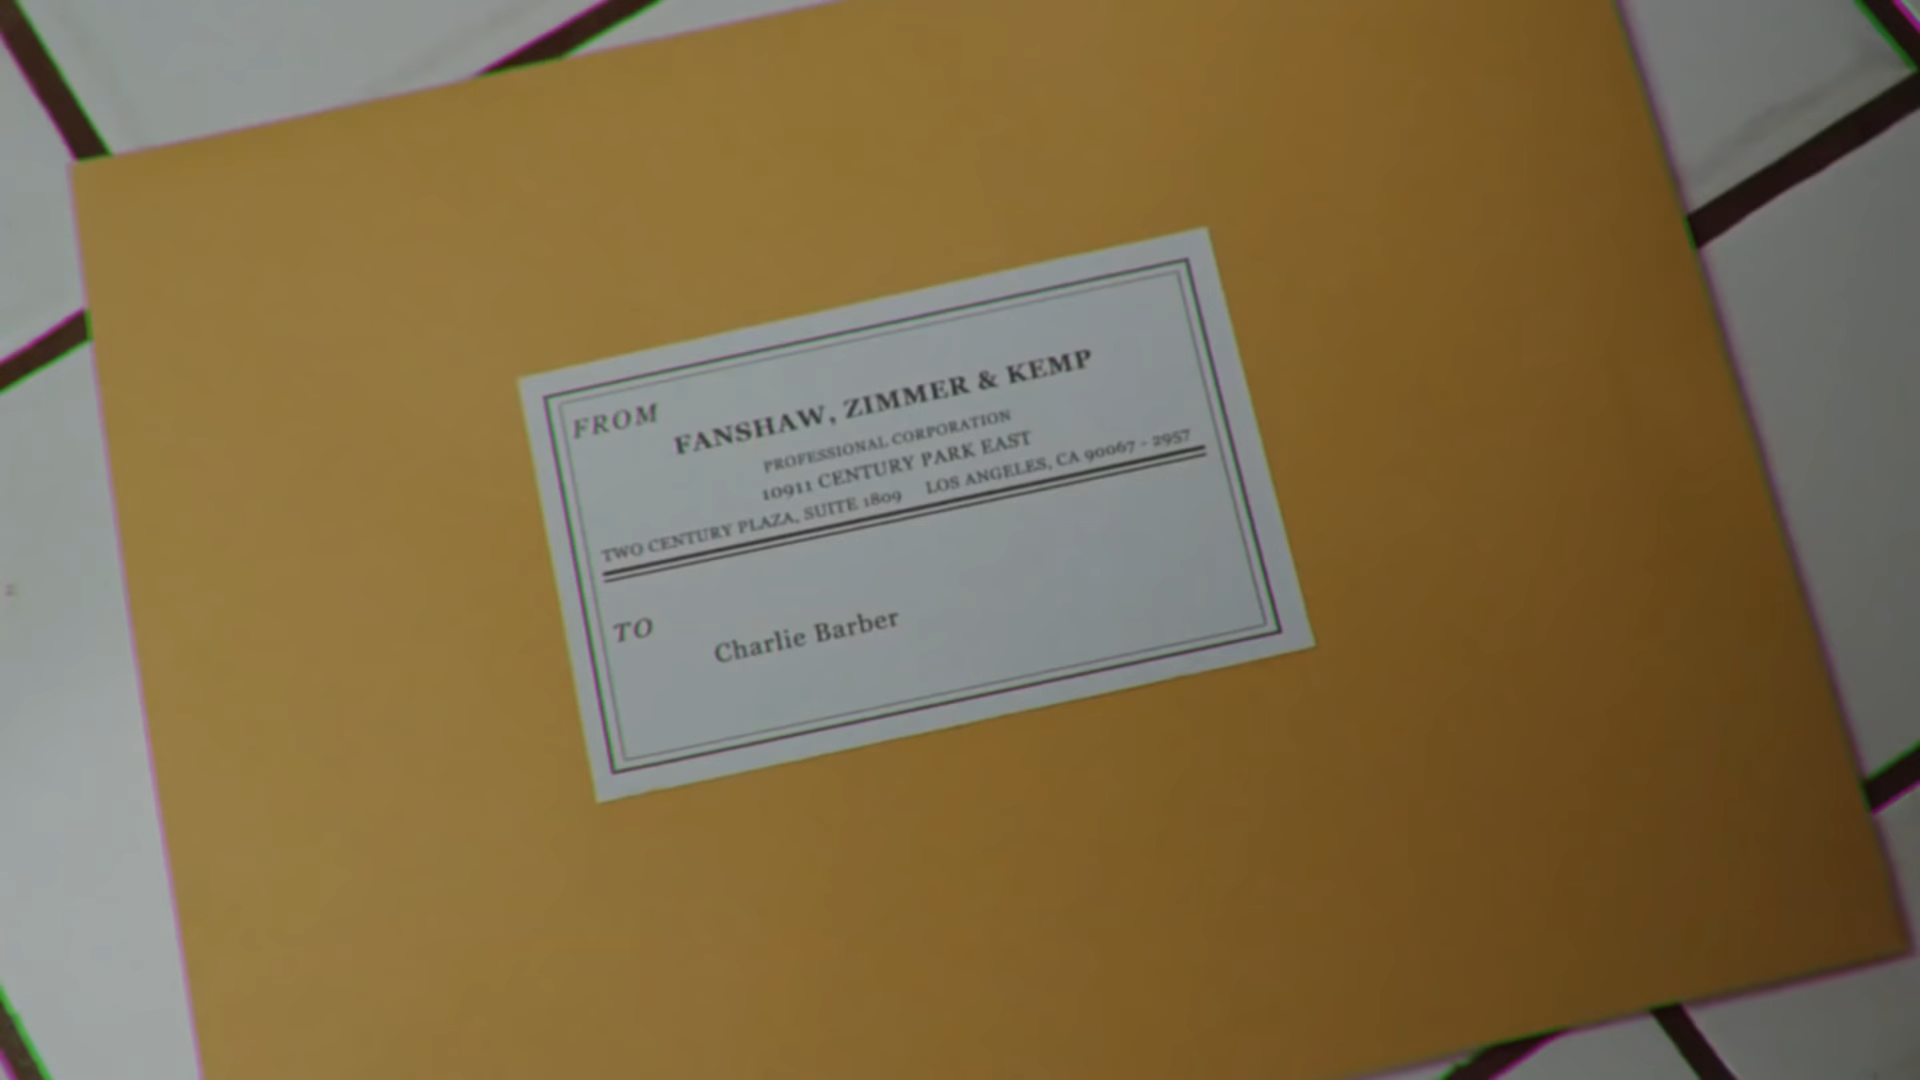 FROM
FANSHAW, ZIMMER & KEMP
PROFESSIONAL CORPORATION
10911 CENTURY PARK EAST
TWO CENTURY PLAZA, SUITE 1809 LOS ANGELES, CA 90067 - 2957
TO
Charlie Barber